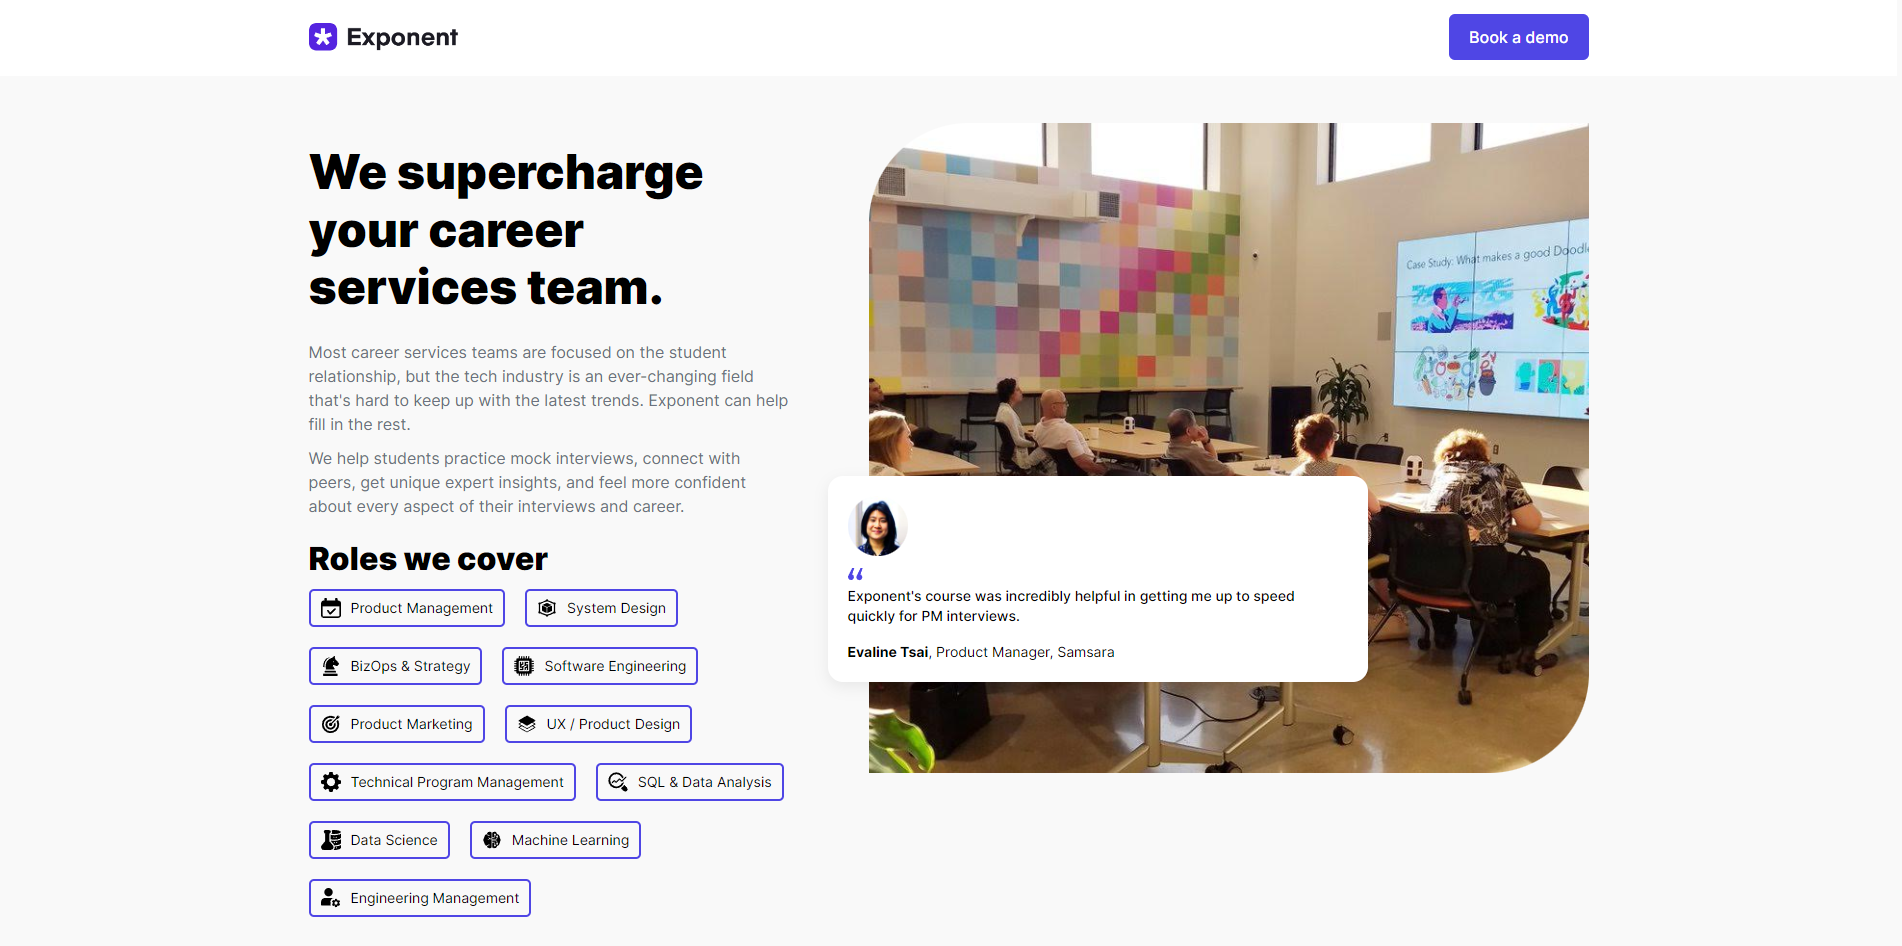 Exponent
Book a demo
We supercharge
your career
services team.
Most career services teams are focused on the student
relationship, but the tech industry is an ever-changing field
that's hard to keep up with the latest trends. Exponent can help
fill in the rest.
We help students practice mock interviews, connect with
peers, get unique expert insights, and feel more confident
about every aspect of their interviews and career.
Roles we cover
Product Management
System Design
BizOps & Strategy
Software Engineering
Product Marketing
UX / Product Design
Technical Program Management
SQL & Data Analysis
Data Science
Machine Learning
Engineering Management
Case Study: What makes a good Doodle
Google
“
Exponent's course was incredibly helpful in getting me up to speed
quickly for PM interviews.
Evaline Tsai, Product Manager, Samsara